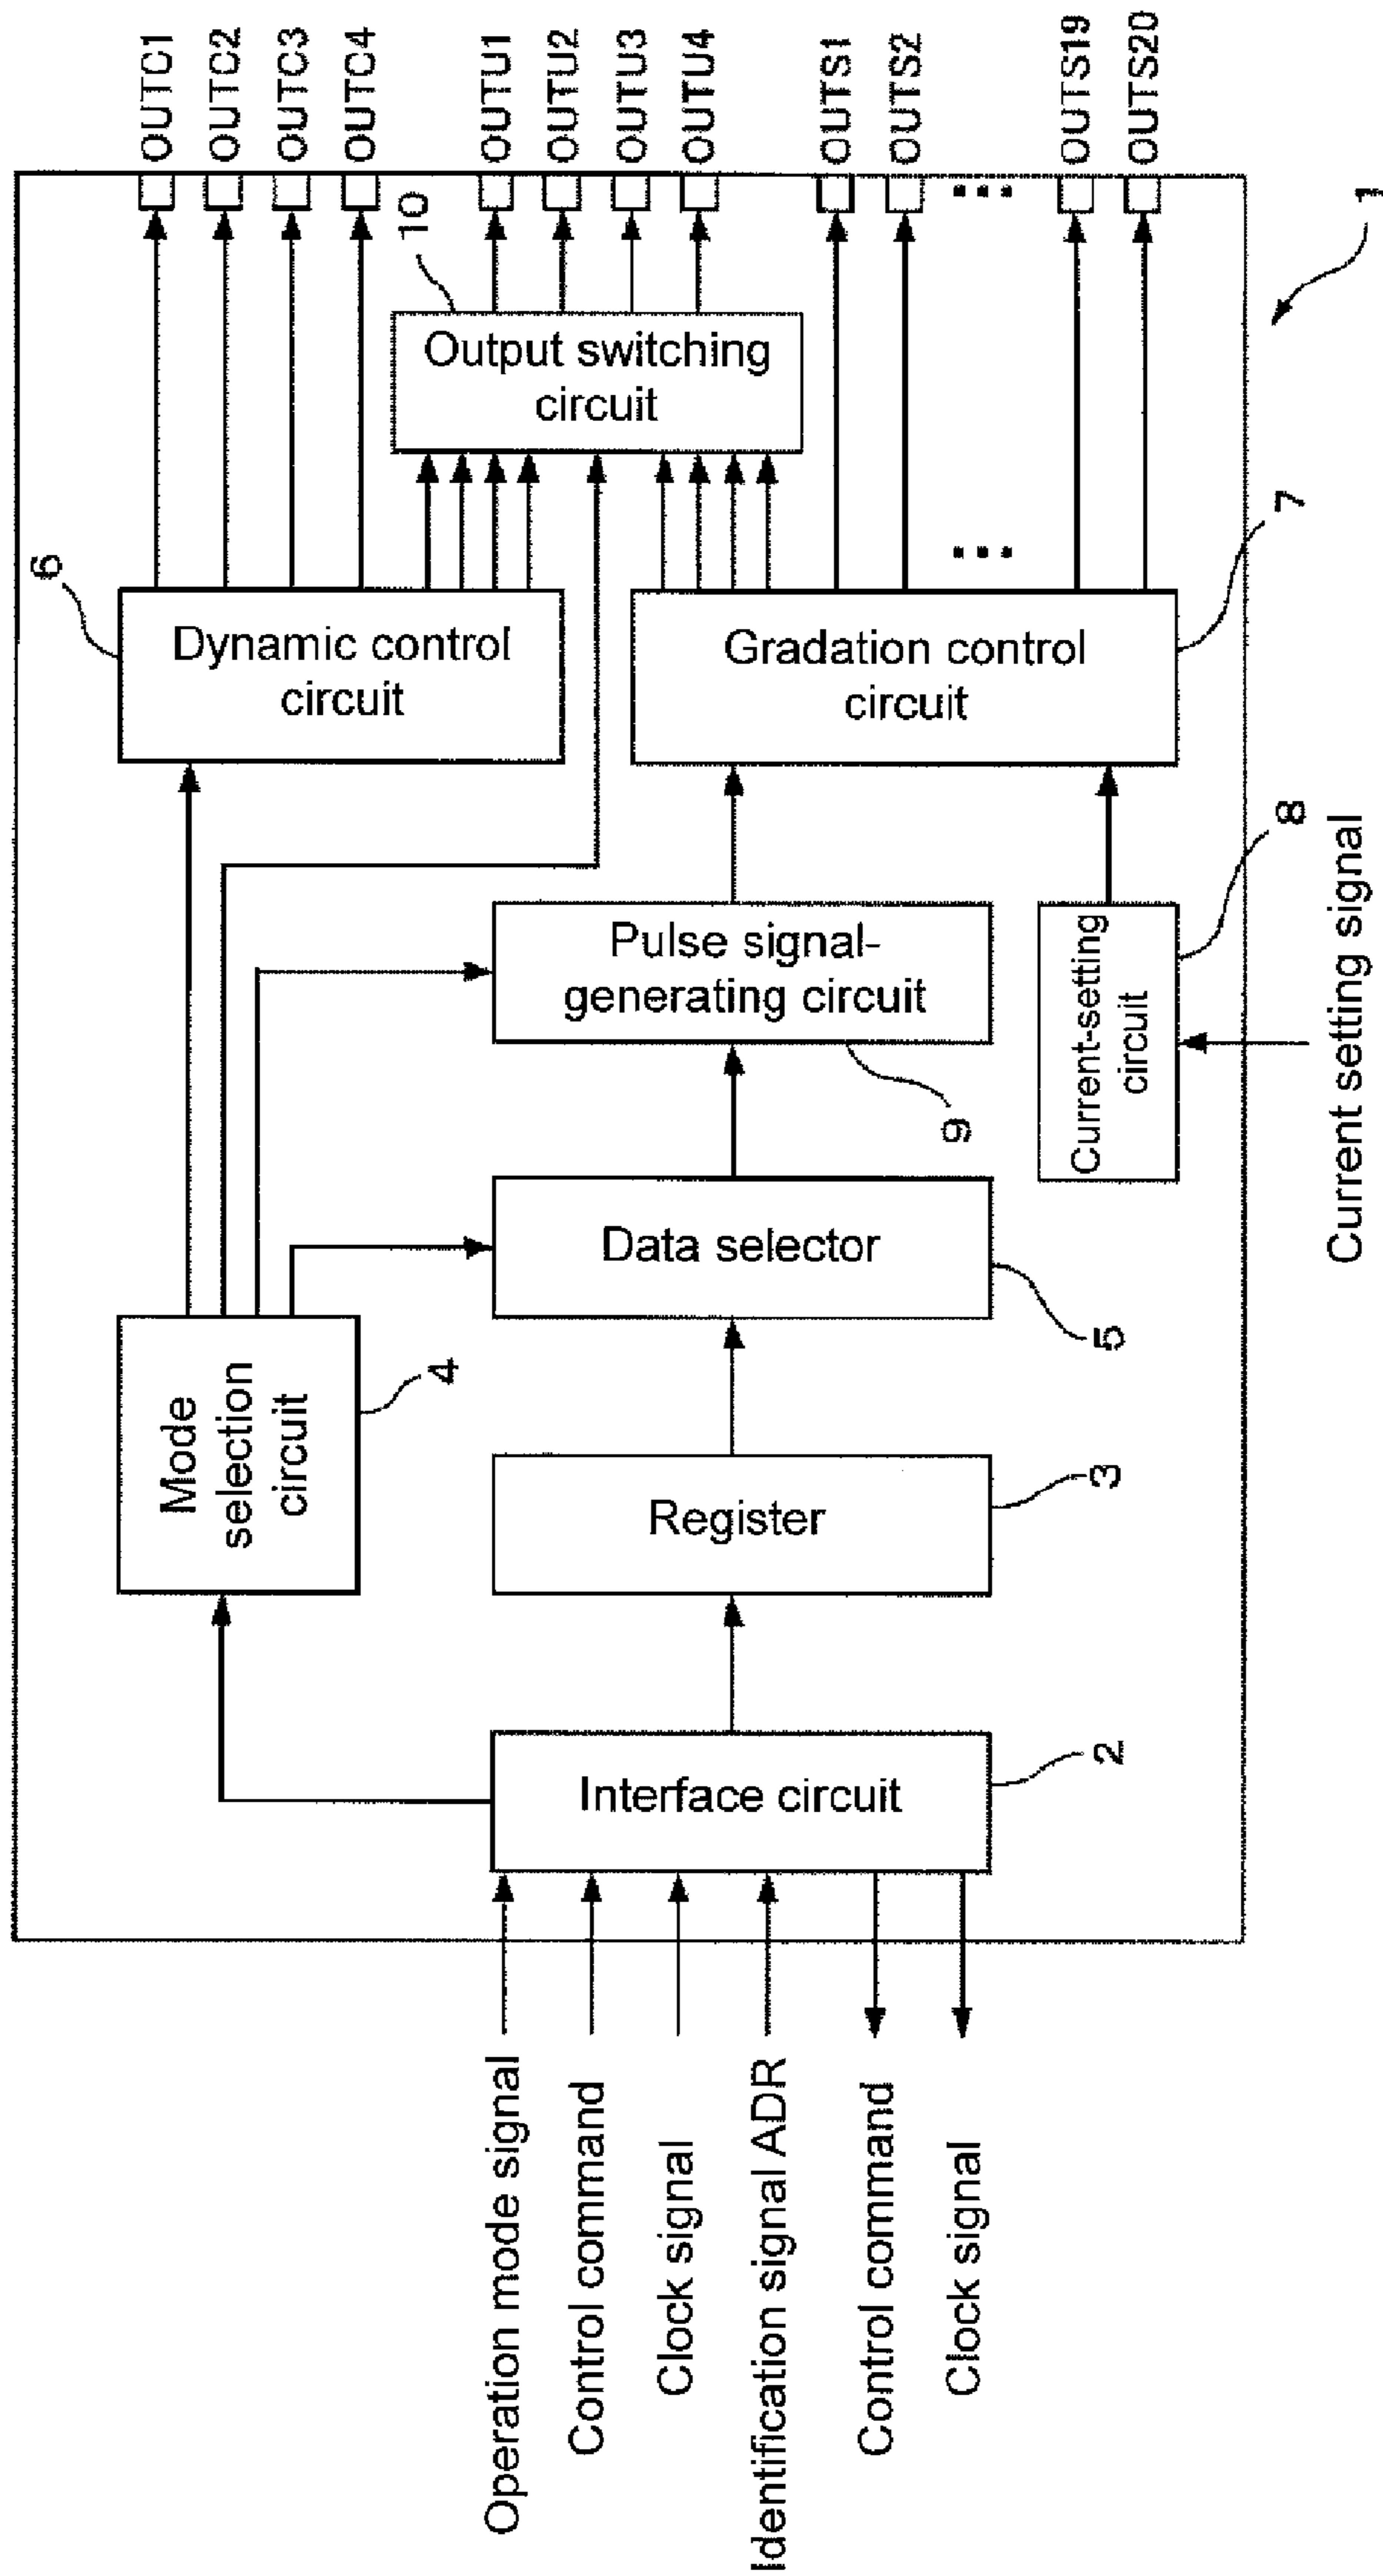 OUTC1
OUTC2
OUTC3
OUTC4
OUTU1
OUTU2
OUTU3
OUTU4
OUTS1
OUTS2
...
OUTS19
OUTS20
10
Output switching
circuit
1
6
Dynamic control
circuit
Gradation control
circuit
7
...
Pulse signal-
generating circuit
9
Current-setting
circuit
8
Current setting signal
Data selector
5
Mode
selection
circuit
4
Register
3
Interface circuit
2
Operation mode signal
Control command
Clock signal
Identification signal ADR
Control command
Clock signal